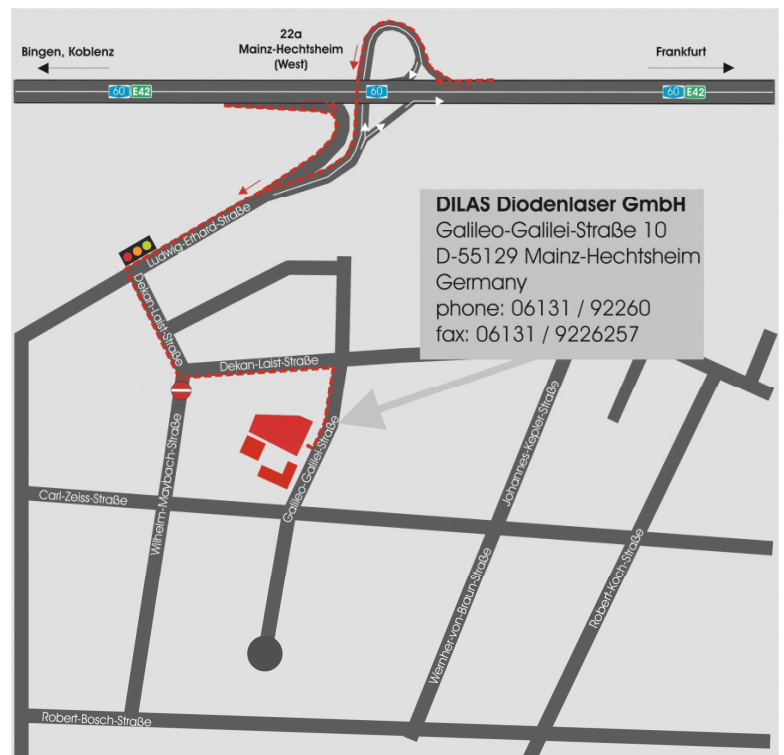 22a
Mainz-Hechtsheim
(West)
Bingen, Koblenz
Frankfurt
60 E42
60
60 E42
DILAS Diodenlaser GmbH
Galileo-Galilei-Straße 10
D-55129 Mainz-Hechtsheim
Germany
phone: 06131 / 92260
fax: 06131 / 9226257
Ludwig-Erhard-Straße
Dekan-Laist-Straße
Dekan-Laist-Straße
Wilhelm-Maybach-Straße
Galileo-Galilei-Straße
Johannes-Kepler-Straße
Carl-Zeiss-Straße
Wernher-von-Braun-Straße
Robert-Koch-Straße
Robert-Bosch-Straße